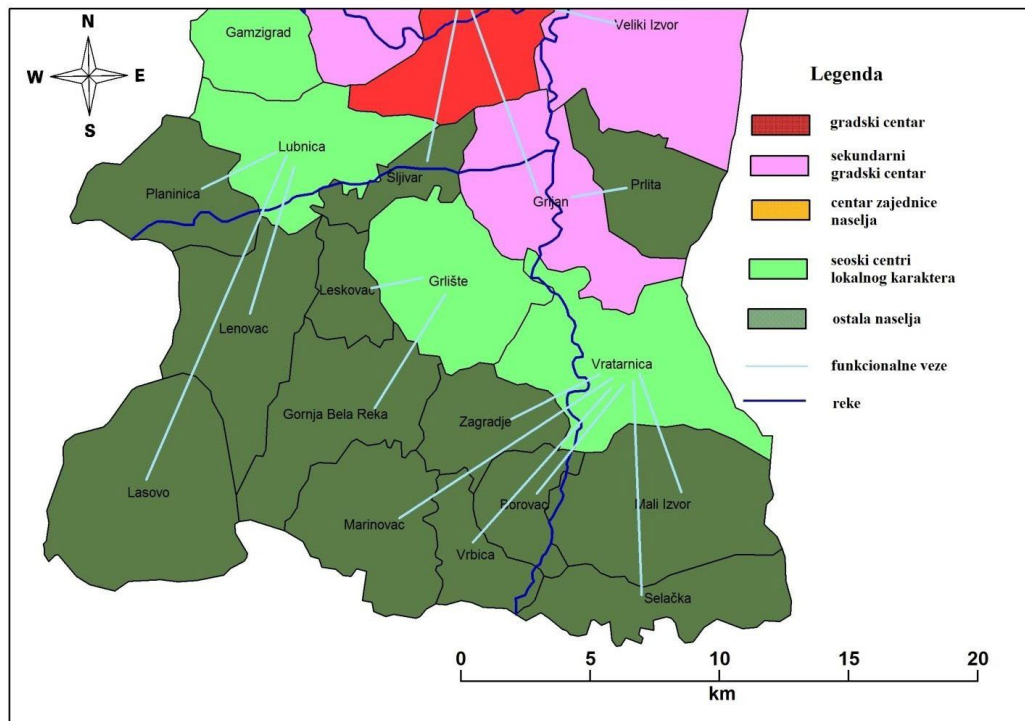 N
W E
S
Gamzigrad
Veliki Izvor
Lubnica
Planinica
Sljivar
Grljan
Prlita
Leskovac
Grlište
Lenovac
Vratarnica
Gornja Bela Reka
Zagradje
Lasovo
Marinovac
Borovac
Mali Izvor
Vrbica
Selačka
Legenda
gradski centar
sekundarni
gradski centar
centar zajednice
naselja
seoski centri
lokalnog karaktera
ostala naselja
funkcionalne veze
reke
0 5 10 15 20
km